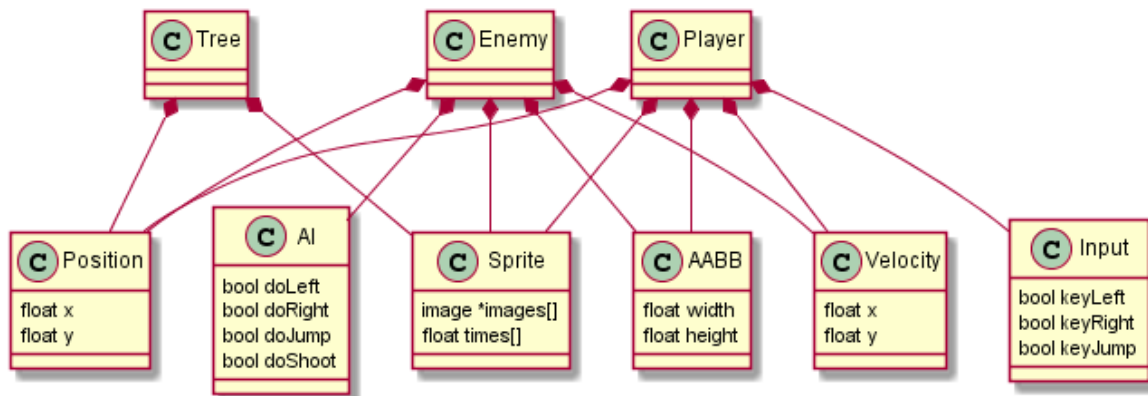 C Tree
C Enemy
C Player
C Position
float x
float y
C AI
bool doLeft
bool doRight
bool doJump
bool doShoot
C Sprite
image *images[]
float times[]
C AABB
float width
float height
C Velocity
float x
float y
C Input
bool keyLeft
bool keyRight
bool keyJump